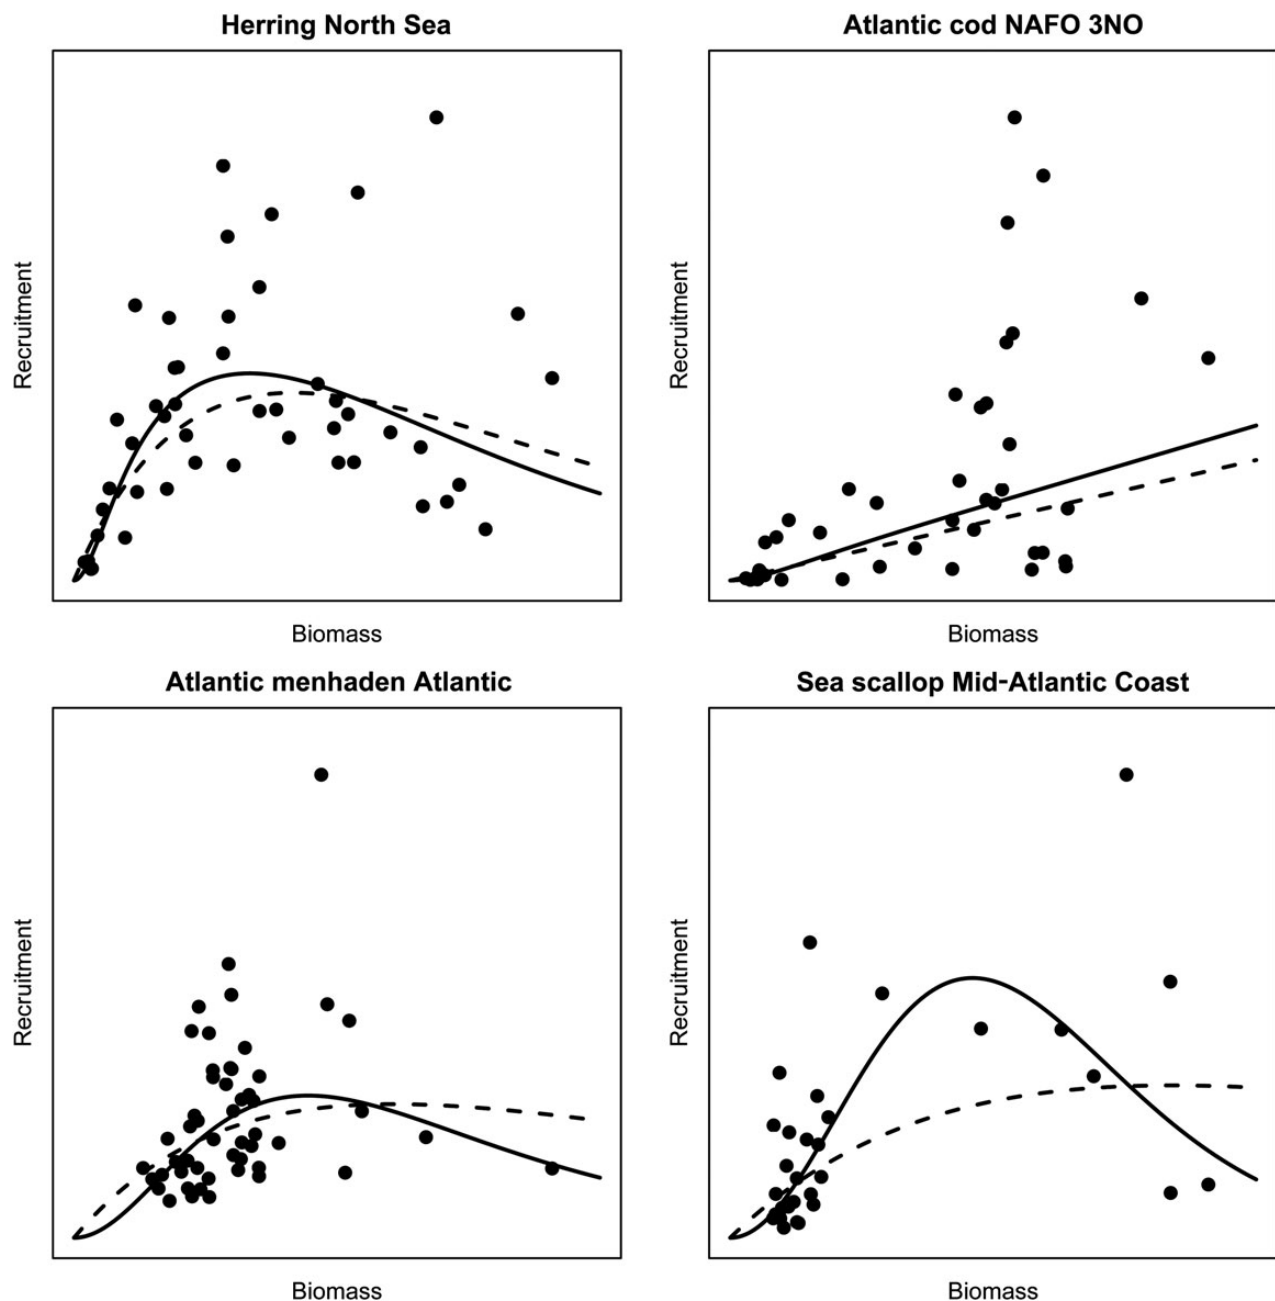 Herring North Sea
Recruitment
Biomass
Atlantic cod NAFO 3NO
Recruitment
Biomass
Atlantic menhaden Atlantic
Recruitment
Biomass
Sea scallop Mid-Atlantic Coast
Recruitment
Biomass